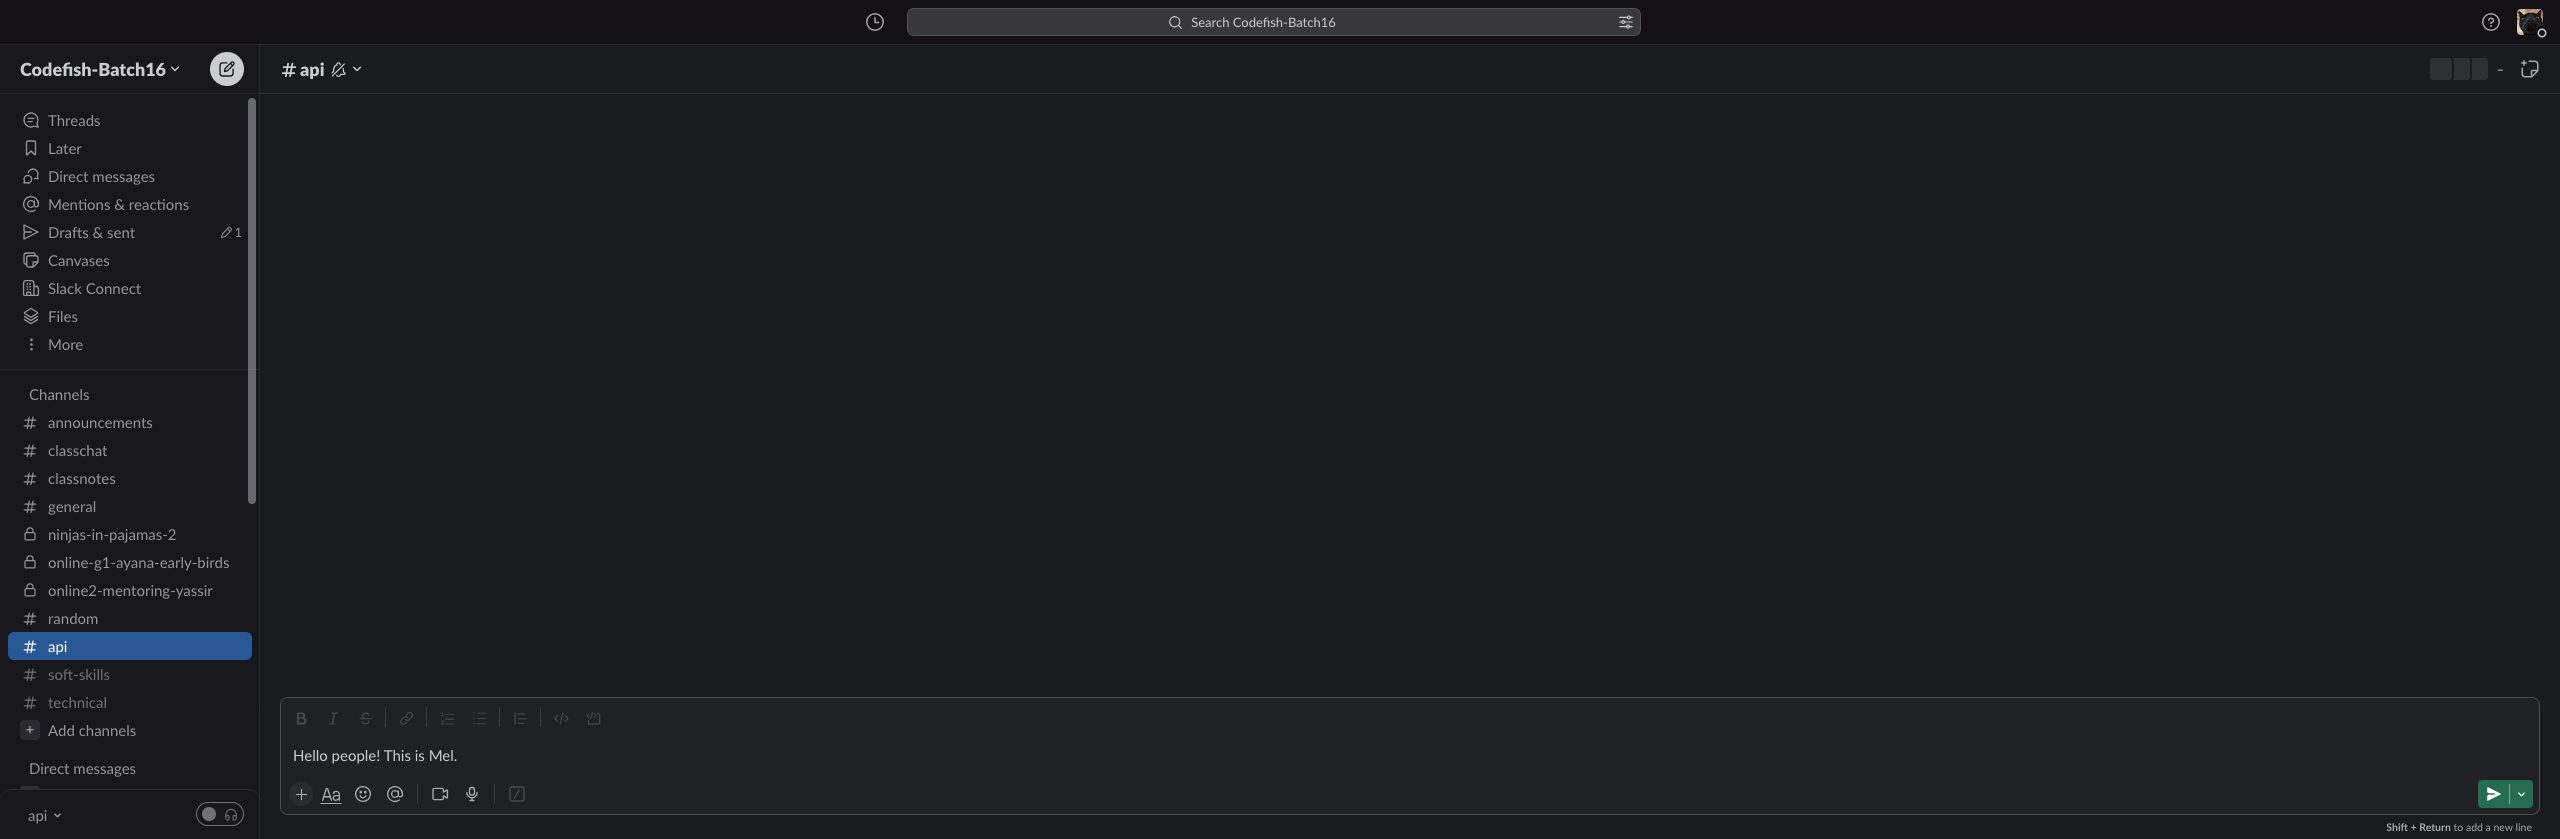 Search Codefish-Batch16
Codefish-Batch16
# api
Threads
Later
Direct messages
Mentions & reactions
Drafts & sent 1
Canvases
Slack Connect
Files
More
Channels
# announcements
# classchat
# classnotes
# general
ninjas-in-pajamas-2
online-g1-ayana-early-birds
online2-mentoring-yassir
# random
# api
# soft-skills
# technical
+ Add channels
Direct messages
api
B I S
Hello people! This is Mel.
+ Aa @
Shift + Return to add a new line